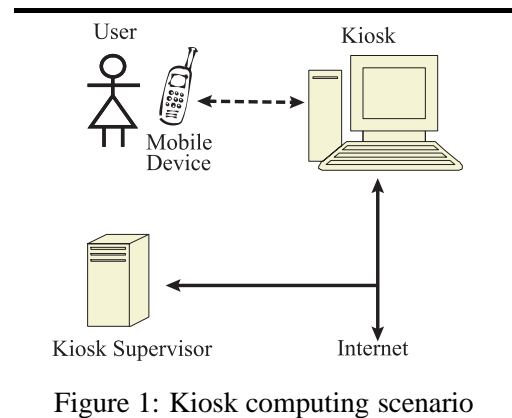 User
Kiosk
Mobile
Device
Kiosk Supervisor
Internet
Figure 1: Kiosk computing scenario